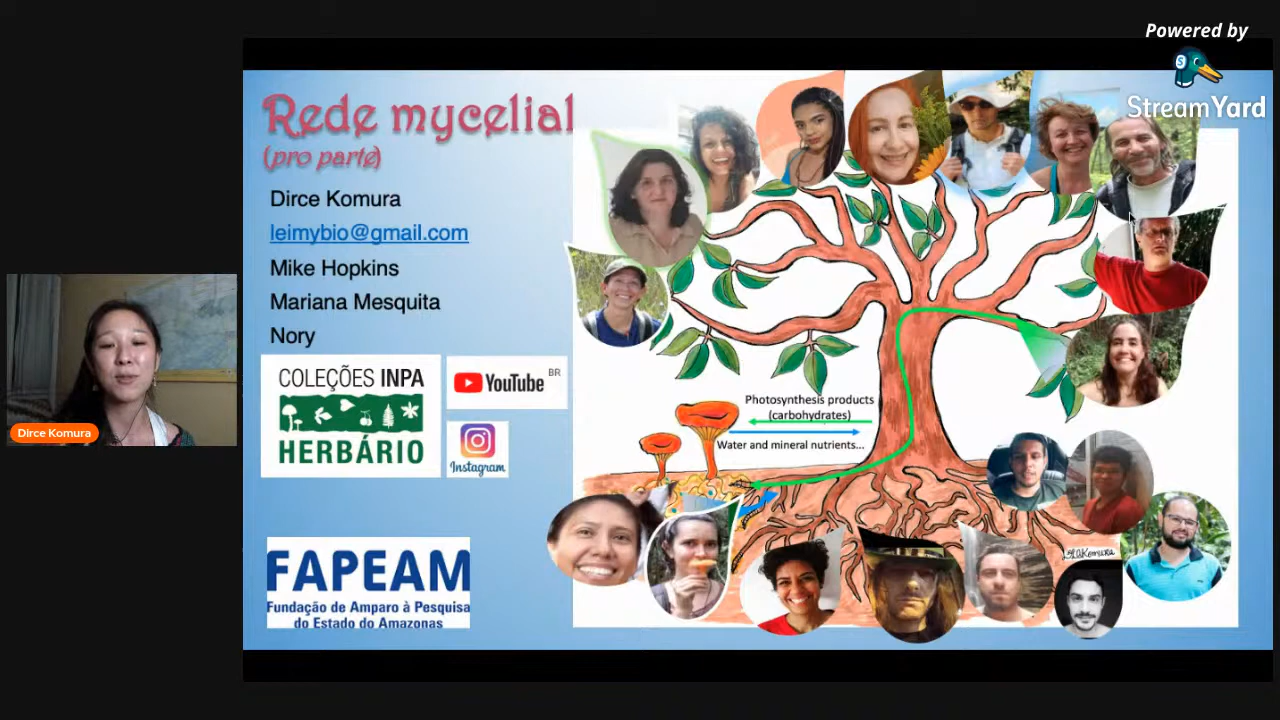 Powered by
StreamYard
Rede mycelial
(pro parte)
Dirce Komura
leimybio@gmail.com
Mike Hopkins
Mariana Mesquita
Nory
COLEÇÕES INPA
HERBÁRIO
YouTube BR
Instagram
FAPEAM
Fundação de Amparo à Pesquisa
do Estado do Amazonas
Photosynthesis products
(carbohydrates)
Water and mineral nutrients...
Dirce Komura